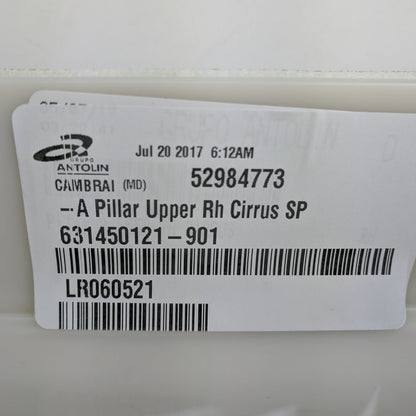 Jul 20 2017 6:12AM
GRUPO
ANTOLIN
CAMBRAI (MD) 52984773
-- A Pillar Upper Rh Cirrus SP
631450121-901
LR060521